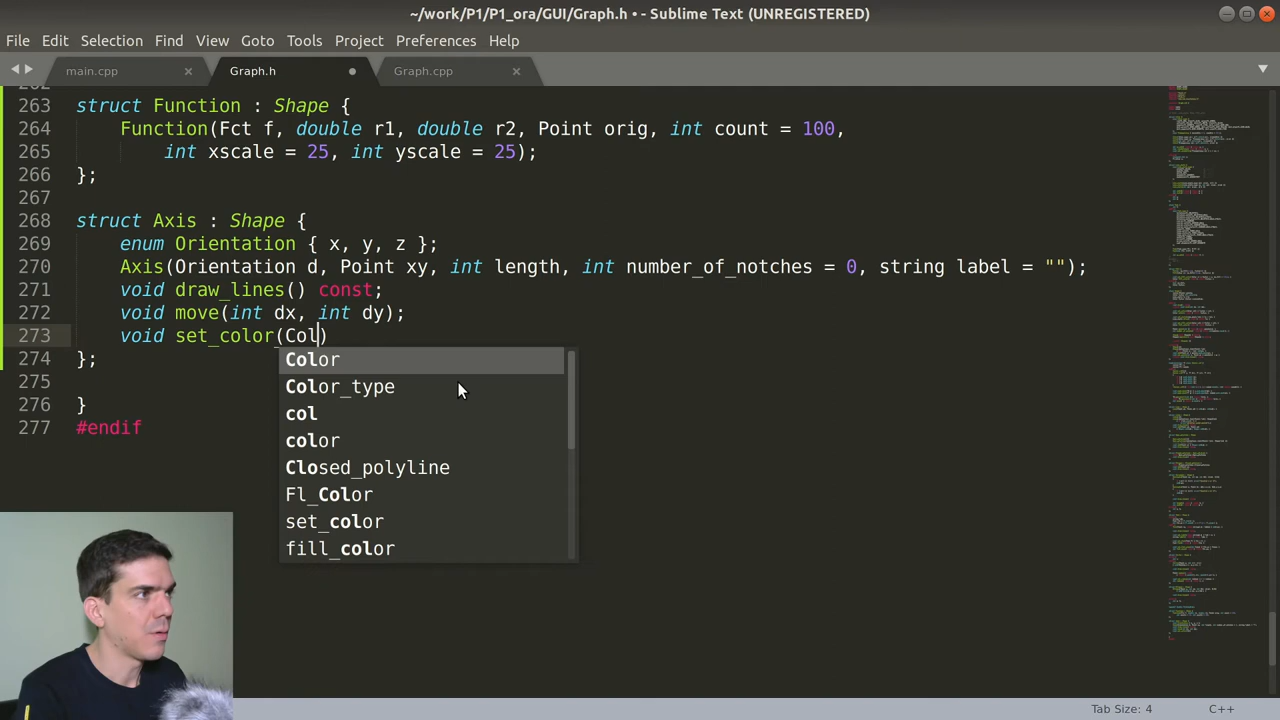 ~/work/P1/P1_ora/GUI/Graph.h • - Sublime Text (UNREGISTERED)
File Edit Selection Find View Goto Tools Project Preferences Help
main.cpp Graph.h Graph.cpp
262
263 struct Function : Shape {
264 Function(Fct f, double r1, double r2, Point orig, int count = 100,
265 int xscale = 25, int yscale = 25);
266 };
267
268 struct Axis : Shape {
269 enum Orientation { x, y, z };
270 Axis(Orientation d, Point xy, int length, int number_of_notches = 0, string label = "");
271 void draw_lines() const;
272 void move(int dx, int dy);
273 void set_color(Col)
274 };
Color
Color_type
275
col
276 }
color
277 #endif
Closed_polyline
Fl_Color
set_color
fill_color
Tab Size: 4 C++